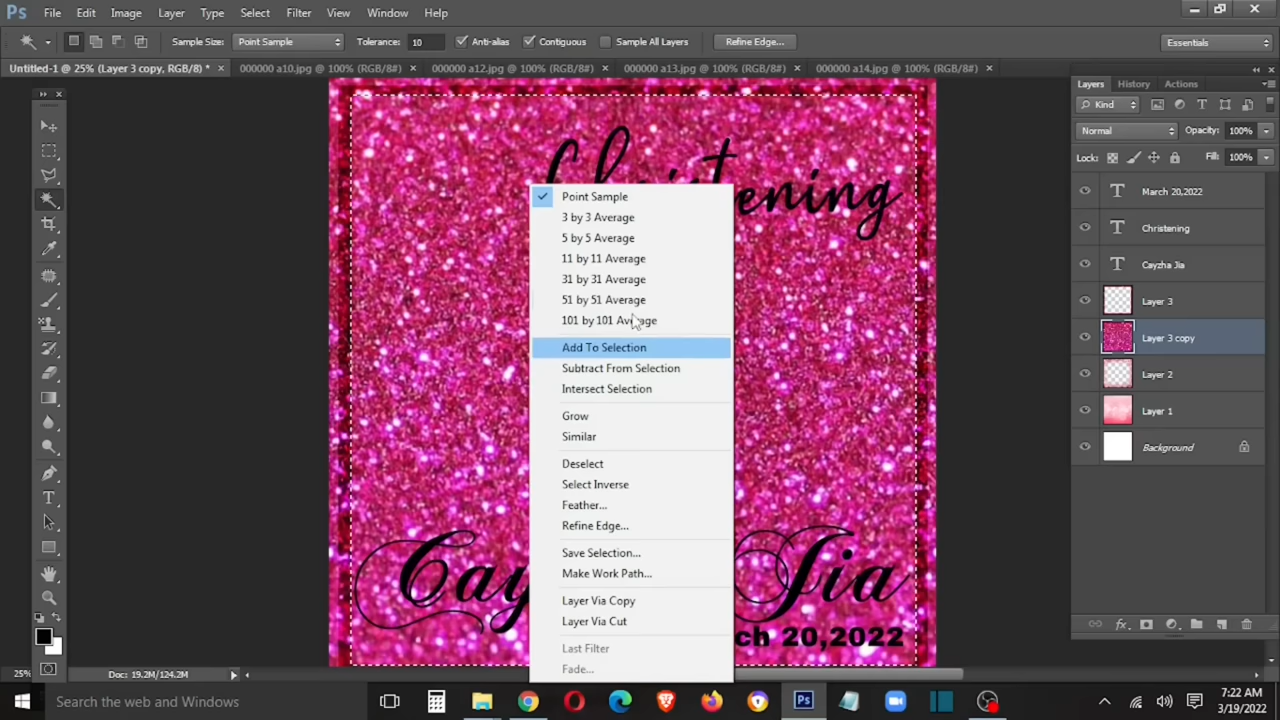 Ps File Edit Image Layer Type Select Filter View Window Help
Sample Size: Point Sample Tolerance: 10 Anti-alias Contiguous Sample All Layers Refine Edge... Essentials
Untitled-1 @ 25% (Layer 3 copy, RGB/8) * × 000000 a10.jpg @ 100% (RGB/8#) × 000000 a12.jpg @ 100% (RGB/8#) × 000000 a13.jpg @ 100% (RGB/8#) × 000000 a14.jpg @ 100% (RGB/8#) ×
Layers History Actions
Kind
Normal Opacity: 100%
Lock: Fill: 100%
March 20,2022
Christening
Cayzha Jia
Layer 3
Layer 3 copy
Layer 2
Layer 1
Background
Christening
Point Sample
3 by 3 Average
5 by 5 Average
11 by 11 Average
31 by 31 Average
51 by 51 Average
101 by 101 Average
Add To Selection
Subtract From Selection
Intersect Selection
Grow
Similar
Deselect
Select Inverse
Feather...
Refine Edge...
Save Selection...
Make Work Path...
Layer Via Copy
Layer Via Cut
Last Filter
Fade...
Cay Jia
ch 20,2022
25% Doc: 19.2M/124.2M
Search the web and Windows
Ps
7:22 AM
3/19/2022